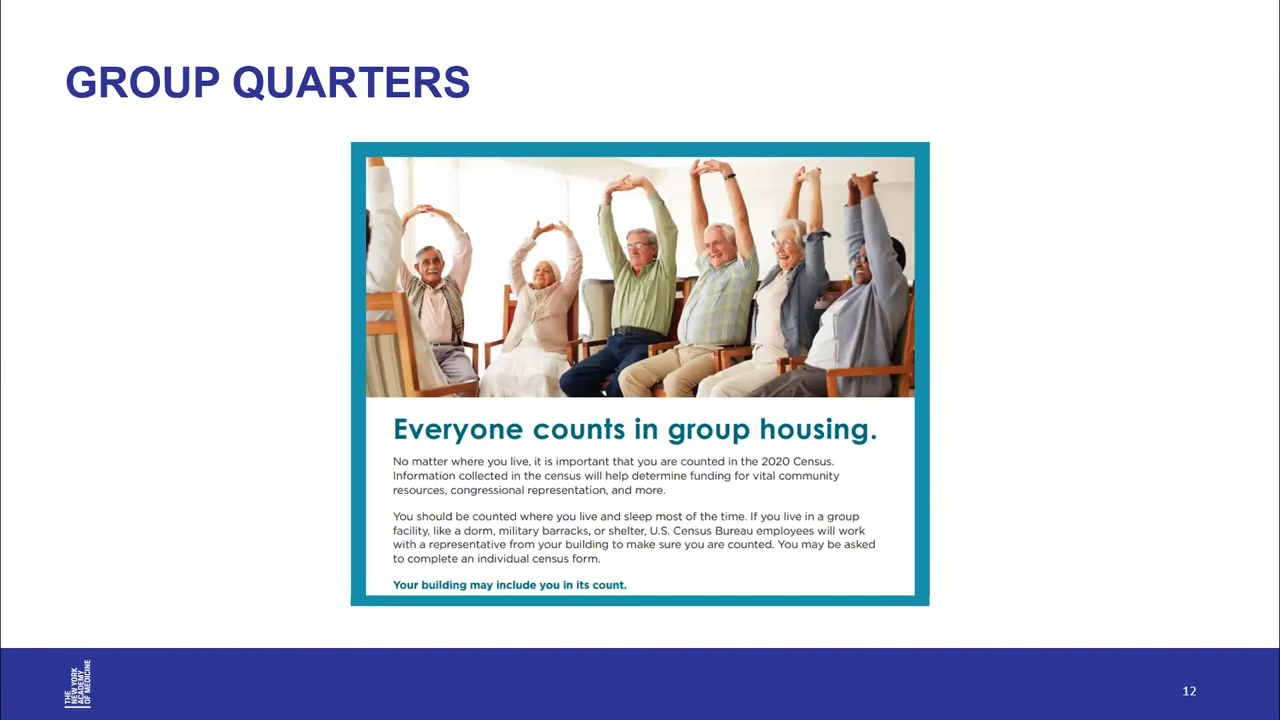 GROUP QUARTERS
Everyone counts in group housing.
No matter where you live, it is important that you are counted in the 2020 Census.
Information collected in the census will help determine funding for vital community
resources, congressional representation, and more.
You should be counted where you live and sleep most of the time. If you live in a group
facility, like a dorm, military barracks, or shelter, U.S. Census Bureau employees will work
with a representative from your building to make sure you are counted. You may be asked
to complete an individual census form.
Your building may include you in its count.
THE
NEW YORK
ACADEMY
OF MEDICINE
12